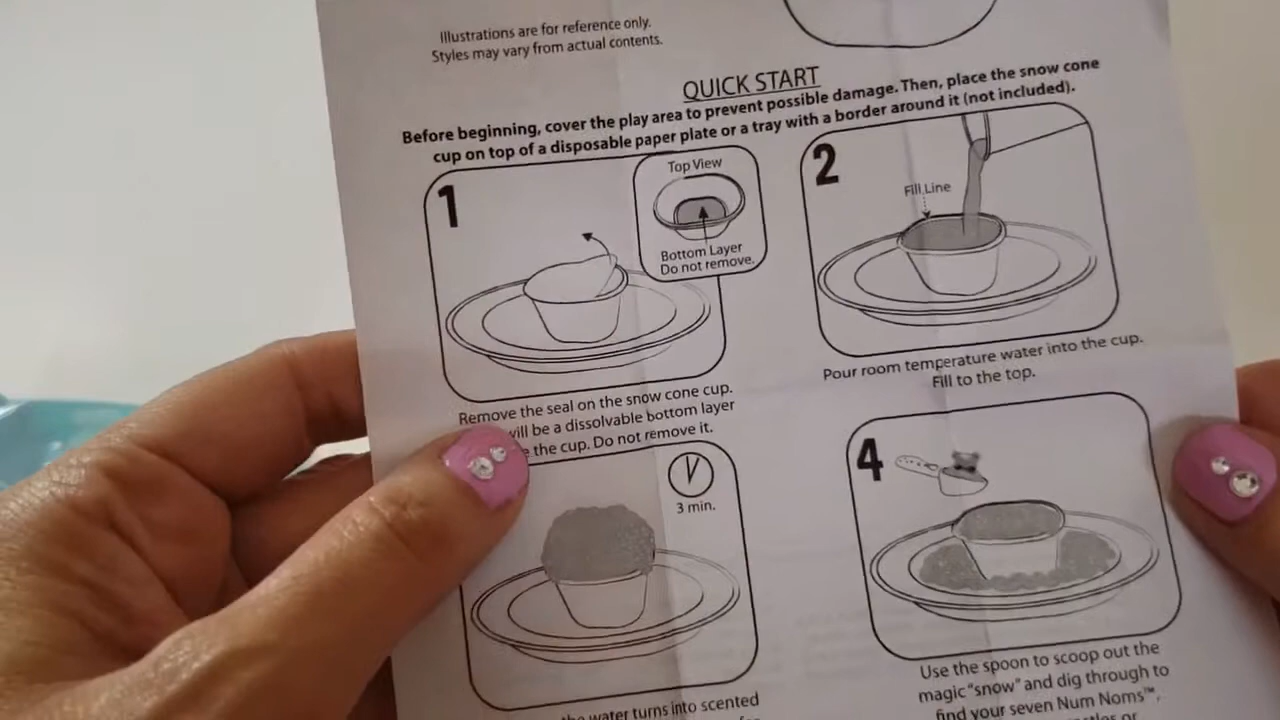 Illustrations are for reference only.
Styles may vary from actual contents.
QUICK START
Before beginning, cover the play area to prevent possible damage. Then, place the snow cone
cup on top of a disposable paper plate or a tray with a border around it (not included).
1
Top View
Bottom Layer
Do not remove.
Remove the seal on the snow cone cup.
will be a dissolvable bottom layer
the cup. Do not remove it.
2
Fill Line
Pour room temperature water into the cup.
Fill to the top.
3 min.
the water turns into scented
4
Use the spoon to scoop out the
magic "snow" and dig through to
find your seven Num Noms™,
or